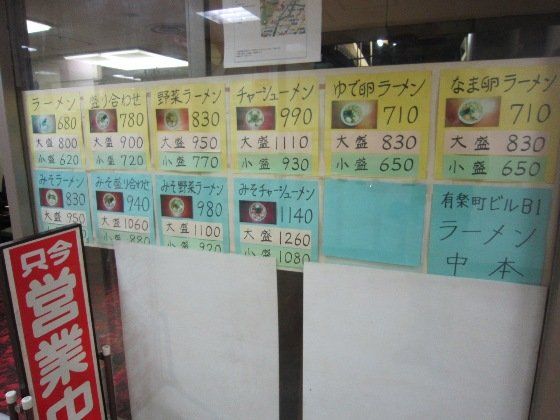 ラーメン
680
大盛 800
小盛 620
盛り合わせ
780
大盛 900
小盛 720
野菜ラーメン
830
大盛 950
小盛 770
チャーシューメン
990
大盛 1110
小盛 930
ゆで卵ラーメン
710
大盛 830
小盛 650
なま卵ラーメン
710
大盛 830
小盛 650
みそラーメン
830
大盛 950
みそ盛り合わせ
940
大盛 1060
小盛 880
みそ野菜ラーメン
980
大盛 1100
小盛 920
みそチャーシューメン
1140
大盛 1260
小盛 1080
有楽町ビルB1
ラーメン
中本
只今
営業中